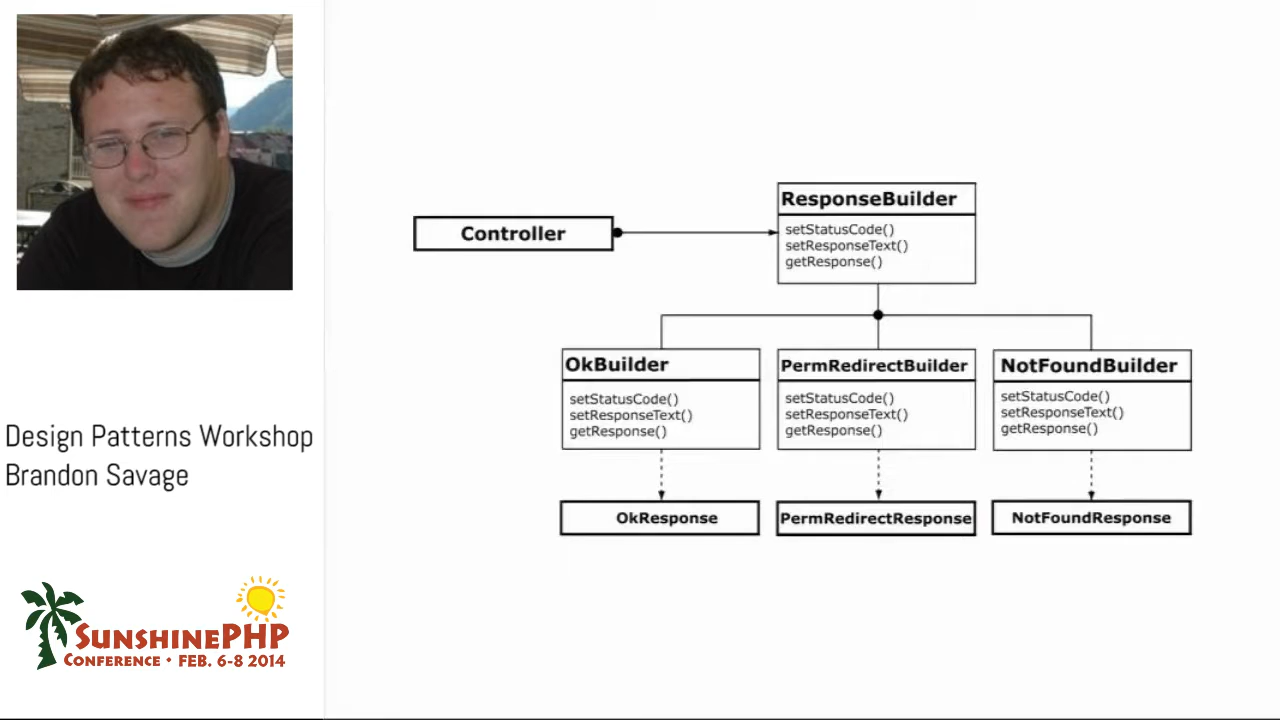 Design Patterns Workshop
Brandon Savage
SUNSHINEPHP
CONFERENCE • FEB. 6-8 2014
Controller
ResponseBuilder
setStatusCode()
setResponseText()
getResponse()
OkBuilder
setStatusCode()
setResponseText()
getResponse()
PermRedirectBuilder
setStatusCode()
setResponseText()
getResponse()
NotFoundBuilder
setStatusCode()
setResponseText()
getResponse()
OkResponse
PermRedirectResponse
NotFoundResponse